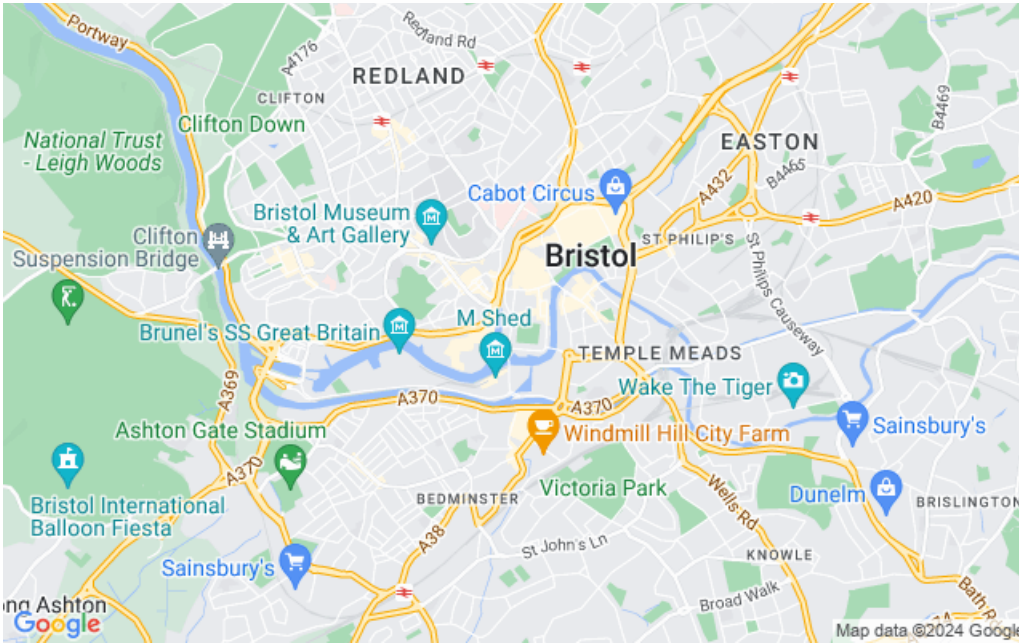 Portway
A4176
Redland Rd
REDLAND
CLIFTON
Clifton Down
National Trust
- Leigh Woods
B4469
EASTON
B4465
A432
A420
Cabot Circus
Bristol Museum
& Art Gallery
Clifton
Suspension Bridge
ST PHILIP'S
Bristol
St Philips Causeway
M Shed
Brunel's SS Great Britain
TEMPLE MEADS
Wake The Tiger
A369
A370
A370
Sainsbury's
Ashton Gate Stadium
Windmill Hill City Farm
A370
Bristol International
Balloon Fiesta
BEDMINSTER
Victoria Park
Wells Rd
Dunelm
BRISLINGTON
A38
St John's Ln
KNOWLE
Sainsbury's
Broad Walk
Bath R
ong Ashton
Google
Map data ©2024 Google